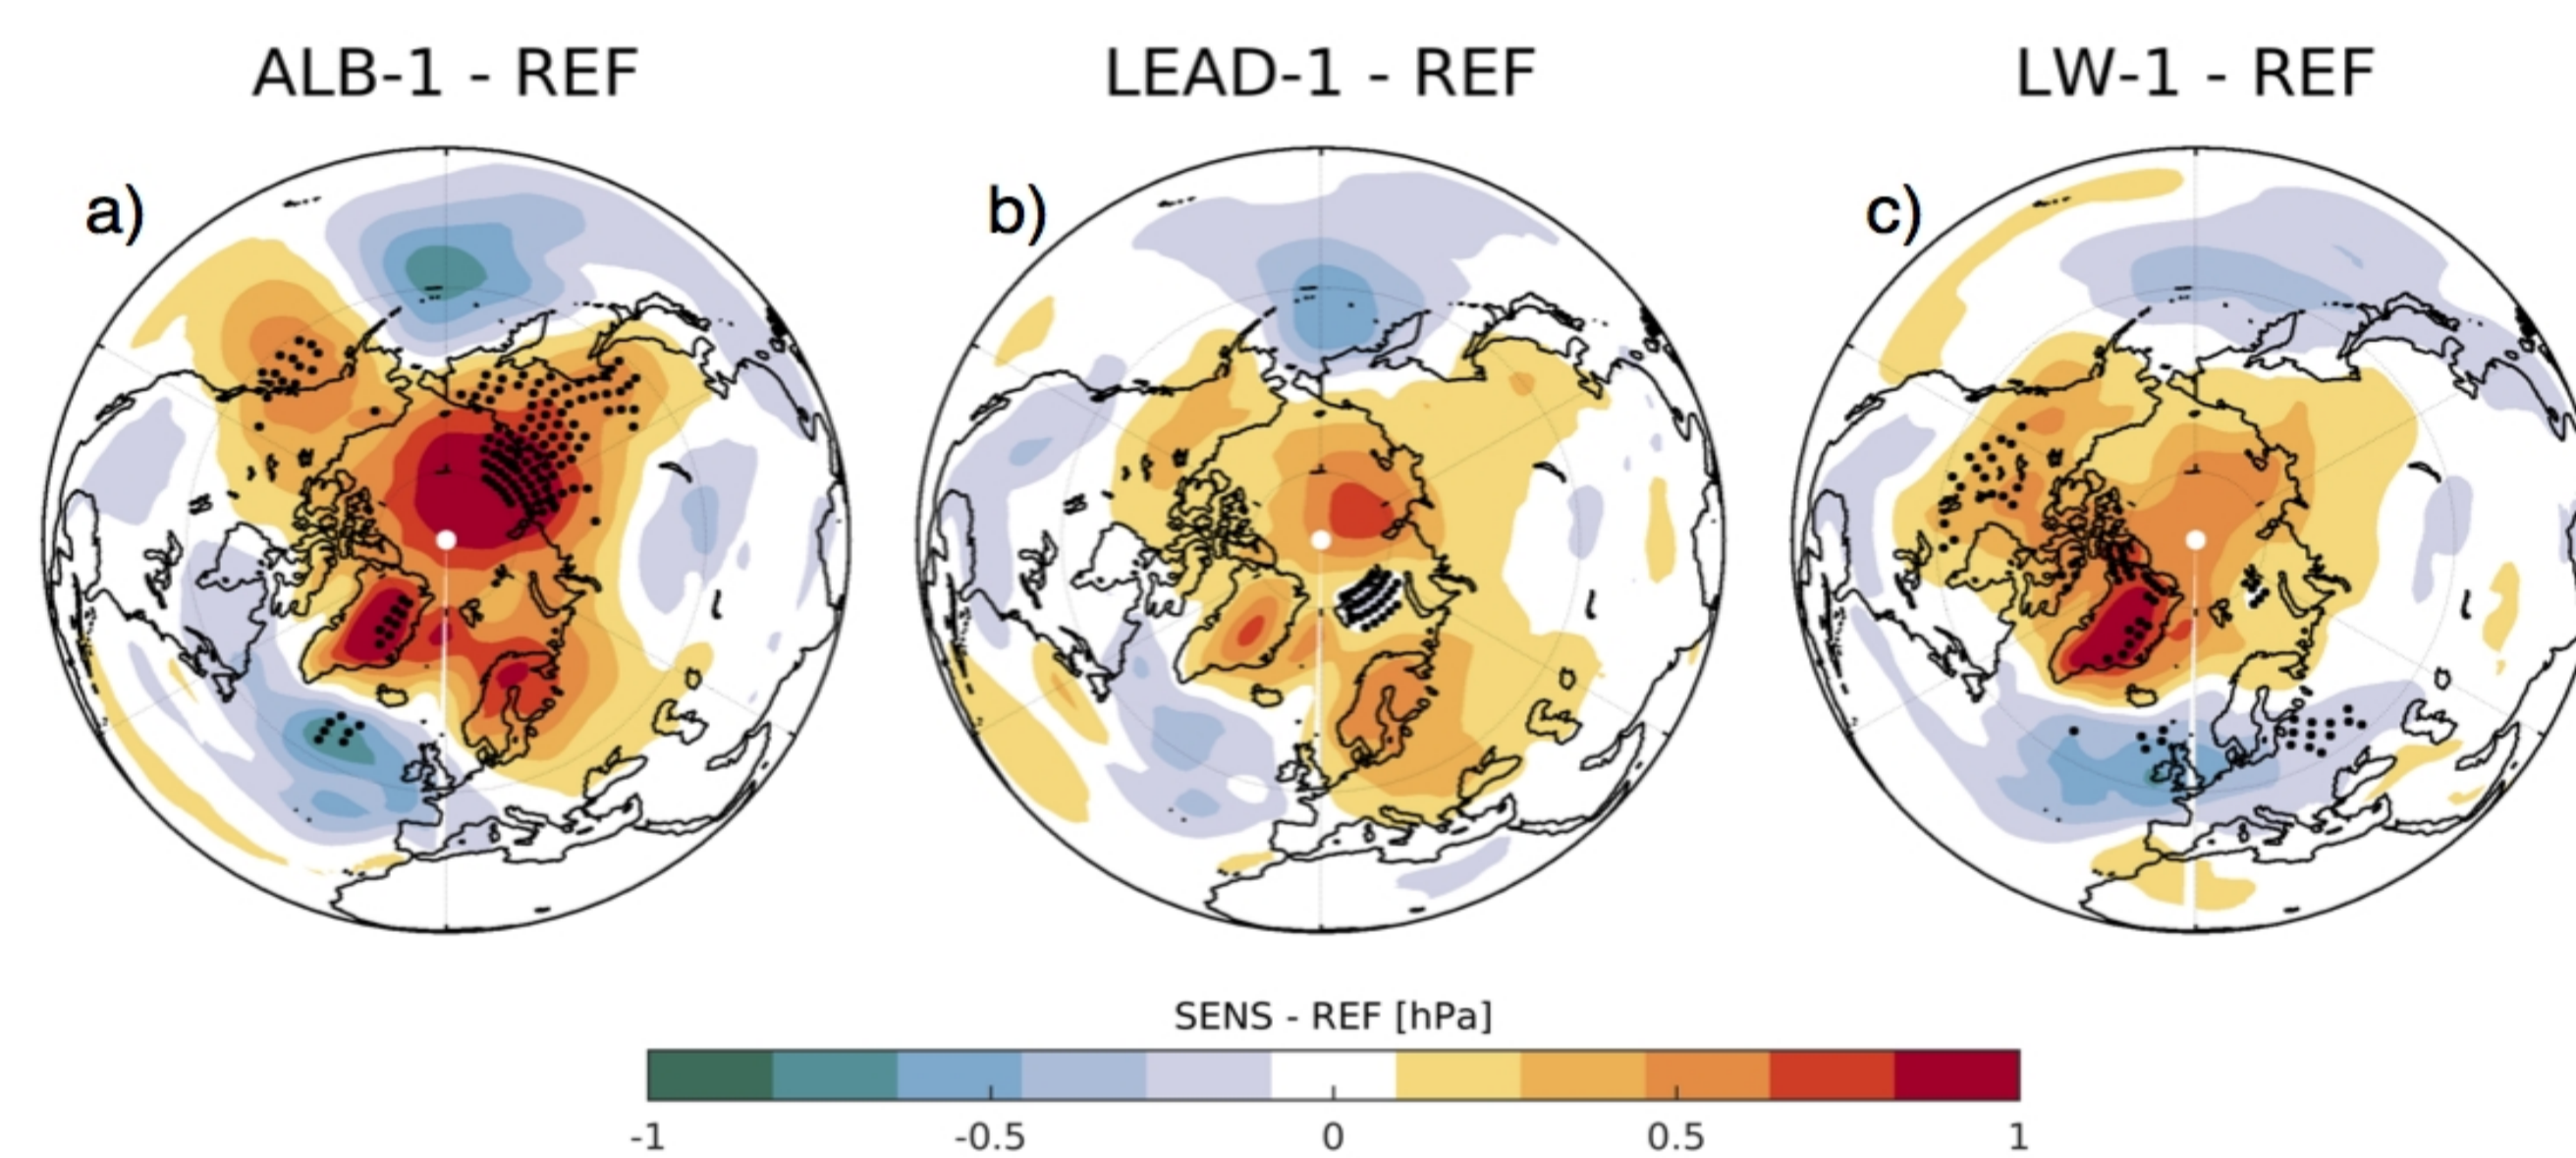 ALB-1 - REF
LEAD-1 - REF
LW-1 - REF
a)
b)
c)
SENS - REF [hPa]
-1
-0.5
0
0.5
1